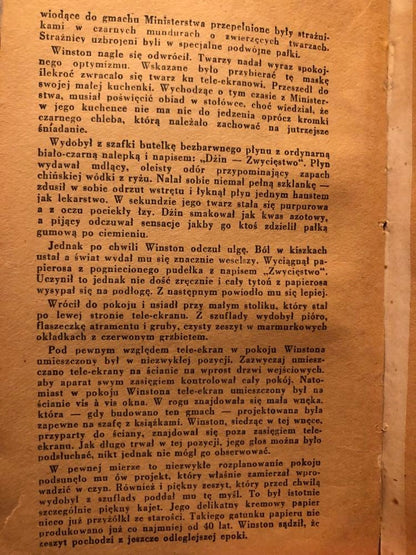 wiodące do gmachu Ministerstwa przepełnione były strażni-
kami w czarnych mundurach o zwierzęcych twarzach.
Strażnicy uzbrojeni byli w specjalne podwójne pałki.
Winston nagle się odwrócił. Twarzy nadał wyraz spokoj-
nego optymizmu. Wskazane było przybierać tę maskę
ilekroć zwracało się twarz ku tele-ekranowi. Przeszedł do
swojej małej kuchenki. Wychodząc o tym czasie z Minister-
stwa, musiał poświęcić obiad w stołówce, choć wiedział, że
w jego kuchence nie ma nic do jedzenia oprócz kromki
czarnego chleba, którą należało zachować na jutrzejsze
śniadanie.
Wydobył z szafki butelkę bezbarwnego płynu z ordynarną
biało-czarną nalepką i napisem: „Dżin — Zwycięstwo". Płyn
wydawał mdlący, oleisty odór przypominający zapach
chińskiej wódki z ryżu. Nalał sobie niemal pełną szklankę —
zdusił w sobie odrzut wstrętu i łyknął płyn jednym haustem
jak lekarstwo. W sekundzie jego twarz stała się purpurowa
a z oczu pociekły łzy. Dżin smakował jak kwas azotowy,
a pijący odczuwał sensację jakby go ktoś zdzielił pałką
gumową po ciemieniu.
Jednak po chwili Winston odczuł ulgę. Ból w kiszkach
ustał a świat wydał mu się znacznie weselszy. Wyciągnął pa-
pierosa z pogniecionego pudełka z napisem „Zwycięstwo".
Uczynił to jednak nie dość zręcznie i cały tytoń z papierosa
wysypał się na podłogę. Z następnym powiodło mu się lepiej.
Wrócił do pokoju i usiadł przy małym stoliku, który stał
po lewej stronie tele-ekranu. Z szuflady wydobył pióro,
flaszeczkę atramentu i gruby, czysty zeszyt w marmurkowych
okładkach z czerwonym grzbietem.
Pod pewnym względem tele-ekran w pokoju Winstona
umieszczony był w niezwykłej pozycji. Zazwyczaj umiesz-
czano tele-ekrany na ścianie na wprost drzwi wejściowych,
aby aparat swym zasięgiem kontrolował cały pokój. Nato-
miast w pokoju Winstona tele-ekran umieszczony był na
ścianie vis à vis okna. W rogu znajdowała się mała wnęka,
która — gdy budowano ten gmach — projektowana była
zapewne na szafę z książkami. Winston, siedząc w tej wnęce,
przyparty do ściany, znajdował się poza zasięgiem tele-
ekranu. Jak długo trwał w tej pozycji, jego głos można było
podsłuchać, nikt jednak nie mógł go obserwować.
W pewnej mierze to niezwykłe rozplanowanie pokoju
podsunęło mu ów projekt, który właśnie zamierzał wpro-
wadzić w czyn. Również i piękny zeszyt, który przed chwilą
wydobył z szuflady poddał mu tę myśl. To był istotnie
szczególnie piękny kajet. Jego delikatny kremowy papier
nieco już przyżółkł ze starości. Takiego gatunku papieru nie
produkowano już co najmniej od 40 lat. Winston sądził, że
zeszyt pochodzi z jeszcze odleglejszej epoki.